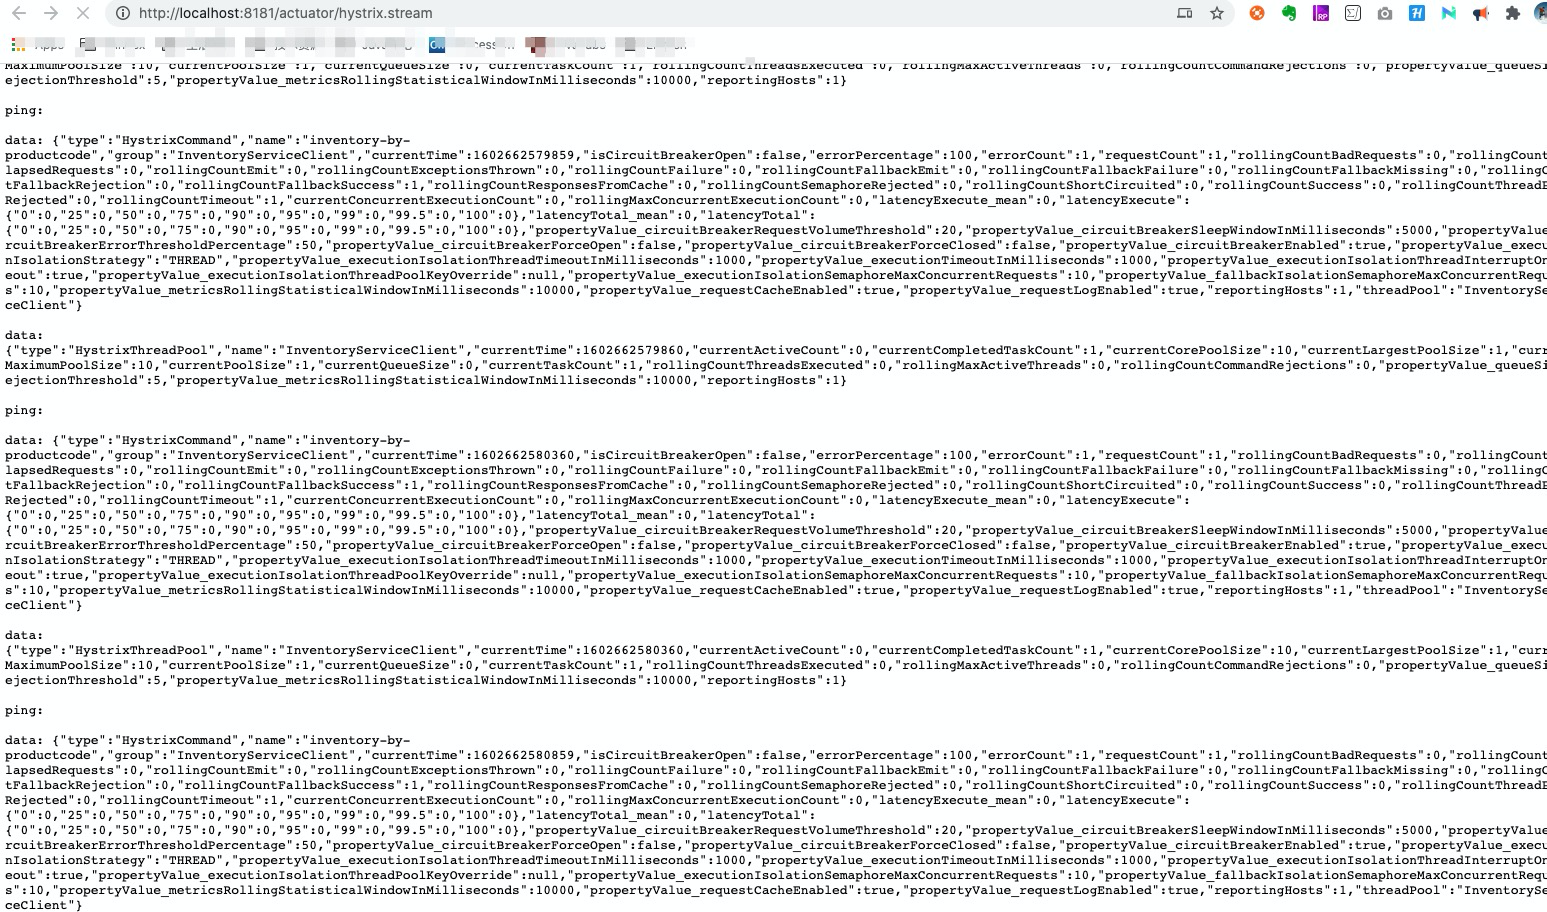 http://localhost:8181/actuator/hystrix.stream
Apps
MaximumPoolSize":10,"currentPoolSize":1,"currentQueueSize":0,"currentTaskCount":1,"rollingCountThreadsExecuted":0,"rollingMaxActiveThreads":0,"rollingCountCommandRejections":0,"propertyValue_queueSi
ejectionThreshold":5,"propertyValue_metricsRollingStatisticalWindowInMilliseconds":10000,"reportingHosts":1}
ping:
data: {"type":"HystrixCommand","name":"inventory-by-
productcode","group":"InventoryServiceClient","currentTime":1602662579859,"isCircuitBreakerOpen":false,"errorPercentage":100,"errorCount":1,"requestCount":1,"rollingCountBadRequests":0,"rollingCount
lapsedRequests":0,"rollingCountEmit":0,"rollingCountExceptionsThrown":0,"rollingCountFailure":0,"rollingCountFallbackEmit":0,"rollingCountFallbackFailure":0,"rollingCountFallbackMissing":0,"rollingC
tFallbackRejection":0,"rollingCountFallbackSuccess":1,"rollingCountResponsesFromCache":0,"rollingCountSemaphoreRejected":0,"rollingCountShortCircuited":0,"rollingCountSuccess":0,"rollingCountThreadP
Rejected":0,"rollingCountTimeout":1,"currentConcurrentExecutionCount":0,"rollingMaxConcurrentExecutionCount":0,"latencyExecute_mean":0,"latencyExecute":
{"0":0,"25":0,"50":0,"75":0,"90":0,"95":0,"99":0,"99.5":0,"100":0},"latencyTotal_mean":0,"latencyTotal":
{"0":0,"25":0,"50":0,"75":0,"90":0,"95":0,"99":0,"99.5":0,"100":0},"propertyValue_circuitBreakerRequestVolumeThreshold":20,"propertyValue_circuitBreakerSleepWindowInMilliseconds":5000,"propertyValue
rcuitBreakerErrorThresholdPercentage":50,"propertyValue_circuitBreakerForceOpen":false,"propertyValue_circuitBreakerForceClosed":false,"propertyValue_circuitBreakerEnabled":true,"propertyValue_execu
nIsolationStrategy":"THREAD","propertyValue_executionIsolationThreadTimeoutInMilliseconds":1000,"propertyValue_executionTimeoutInMilliseconds":1000,"propertyValue_executionIsolationThreadInterruptOn
eout":true,"propertyValue_executionIsolationThreadPoolKeyOverride":null,"propertyValue_executionIsolationSemaphoreMaxConcurrentRequests":10,"propertyValue_fallbackIsolationSemaphoreMaxConcurrentRequ
s":10,"propertyValue_metricsRollingStatisticalWindowInMilliseconds":10000,"propertyValue_requestCacheEnabled":true,"propertyValue_requestLogEnabled":true,"reportingHosts":1,"threadPool":"InventorySe
ceClient"}
data:
{"type":"HystrixThreadPool","name":"InventoryServiceClient","currentTime":1602662579860,"currentActiveCount":0,"currentCompletedTaskCount":1,"currentCorePoolSize":10,"currentLargestPoolSize":1,"curr
MaximumPoolSize":10,"currentPoolSize":1,"currentQueueSize":0,"currentTaskCount":1,"rollingCountThreadsExecuted":0,"rollingMaxActiveThreads":0,"rollingCountCommandRejections":0,"propertyValue_queueSi
ejectionThreshold":5,"propertyValue_metricsRollingStatisticalWindowInMilliseconds":10000,"reportingHosts":1}
ping:
data: {"type":"HystrixCommand","name":"inventory-by-
productcode","group":"InventoryServiceClient","currentTime":1602662580360,"isCircuitBreakerOpen":false,"errorPercentage":100,"errorCount":1,"requestCount":1,"rollingCountBadRequests":0,"rollingCount
lapsedRequests":0,"rollingCountEmit":0,"rollingCountExceptionsThrown":0,"rollingCountFailure":0,"rollingCountFallbackEmit":0,"rollingCountFallbackFailure":0,"rollingCountFallbackMissing":0,"rollingC
tFallbackRejection":0,"rollingCountFallbackSuccess":1,"rollingCountResponsesFromCache":0,"rollingCountSemaphoreRejected":0,"rollingCountShortCircuited":0,"rollingCountSuccess":0,"rollingCountThreadP
Rejected":0,"rollingCountTimeout":1,"currentConcurrentExecutionCount":0,"rollingMaxConcurrentExecutionCount":0,"latencyExecute_mean":0,"latencyExecute":
{"0":0,"25":0,"50":0,"75":0,"90":0,"95":0,"99":0,"99.5":0,"100":0},"latencyTotal_mean":0,"latencyTotal":
{"0":0,"25":0,"50":0,"75":0,"90":0,"95":0,"99":0,"99.5":0,"100":0},"propertyValue_circuitBreakerRequestVolumeThreshold":20,"propertyValue_circuitBreakerSleepWindowInMilliseconds":5000,"propertyValue
rcuitBreakerErrorThresholdPercentage":50,"propertyValue_circuitBreakerForceOpen":false,"propertyValue_circuitBreakerForceClosed":false,"propertyValue_circuitBreakerEnabled":true,"propertyValue_execu
nIsolationStrategy":"THREAD","propertyValue_executionIsolationThreadTimeoutInMilliseconds":1000,"propertyValue_executionTimeoutInMilliseconds":1000,"propertyValue_executionIsolationThreadInterruptOn
eout":true,"propertyValue_executionIsolationThreadPoolKeyOverride":null,"propertyValue_executionIsolationSemaphoreMaxConcurrentRequests":10,"propertyValue_fallbackIsolationSemaphoreMaxConcurrentRequ
s":10,"propertyValue_metricsRollingStatisticalWindowInMilliseconds":10000,"propertyValue_requestCacheEnabled":true,"propertyValue_requestLogEnabled":true,"reportingHosts":1,"threadPool":"InventorySe
ceClient"}
data:
{"type":"HystrixThreadPool","name":"InventoryServiceClient","currentTime":1602662580360,"currentActiveCount":0,"currentCompletedTaskCount":1,"currentCorePoolSize":10,"currentLargestPoolSize":1,"curr
MaximumPoolSize":10,"currentPoolSize":1,"currentQueueSize":0,"currentTaskCount":1,"rollingCountThreadsExecuted":0,"rollingMaxActiveThreads":0,"rollingCountCommandRejections":0,"propertyValue_queueSi
ejectionThreshold":5,"propertyValue_metricsRollingStatisticalWindowInMilliseconds":10000,"reportingHosts":1}
ping:
data: {"type":"HystrixCommand","name":"inventory-by-
productcode","group":"InventoryServiceClient","currentTime":1602662580859,"isCircuitBreakerOpen":false,"errorPercentage":100,"errorCount":1,"requestCount":1,"rollingCountBadRequests":0,"rollingCount
lapsedRequests":0,"rollingCountEmit":0,"rollingCountExceptionsThrown":0,"rollingCountFailure":0,"rollingCountFallbackEmit":0,"rollingCountFallbackFailure":0,"rollingCountFallbackMissing":0,"rollingC
tFallbackRejection":0,"rollingCountFallbackSuccess":1,"rollingCountResponsesFromCache":0,"rollingCountSemaphoreRejected":0,"rollingCountShortCircuited":0,"rollingCountSuccess":0,"rollingCountThreadP
Rejected":0,"rollingCountTimeout":1,"currentConcurrentExecutionCount":0,"rollingMaxConcurrentExecutionCount":0,"latencyExecute_mean":0,"latencyExecute":
{"0":0,"25":0,"50":0,"75":0,"90":0,"95":0,"99":0,"99.5":0,"100":0},"latencyTotal_mean":0,"latencyTotal":
{"0":0,"25":0,"50":0,"75":0,"90":0,"95":0,"99":0,"99.5":0,"100":0},"propertyValue_circuitBreakerRequestVolumeThreshold":20,"propertyValue_circuitBreakerSleepWindowInMilliseconds":5000,"propertyValue
rcuitBreakerErrorThresholdPercentage":50,"propertyValue_circuitBreakerForceOpen":false,"propertyValue_circuitBreakerForceClosed":false,"propertyValue_circuitBreakerEnabled":true,"propertyValue_execu
nIsolationStrategy":"THREAD","propertyValue_executionIsolationThreadTimeoutInMilliseconds":1000,"propertyValue_executionTimeoutInMilliseconds":1000,"propertyValue_executionIsolationThreadInterruptOn
eout":true,"propertyValue_executionIsolationThreadPoolKeyOverride":null,"propertyValue_executionIsolationSemaphoreMaxConcurrentRequests":10,"propertyValue_fallbackIsolationSemaphoreMaxConcurrentRequ
s":10,"propertyValue_metricsRollingStatisticalWindowInMilliseconds":10000,"propertyValue_requestCacheEnabled":true,"propertyValue_requestLogEnabled":true,"reportingHosts":1,"threadPool":"InventorySe
ceClient"}